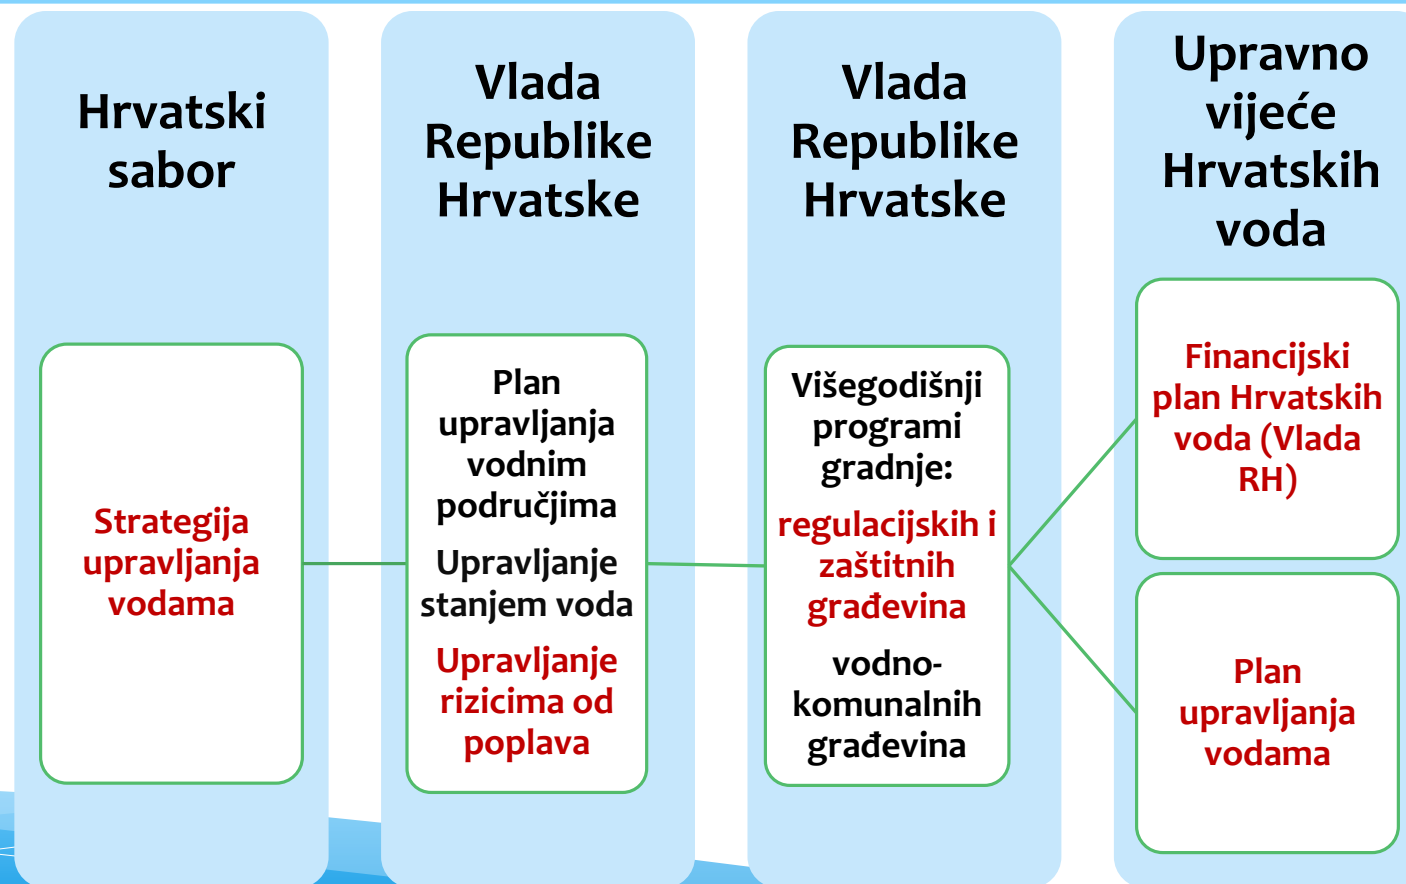 Hrvatski
sabor
Strategija
upravljanja
vodama
Vlada
Republike
Hrvatske
Plan
upravljanja
vodnim
područjima
Upravljanje
stanjem voda
Upravljanje
rizicima od
poplava
Vlada
Republike
Hrvatske
Višegodišnji
programi
gradnje:
regulacijskih i
zaštitnih
građevina
vodno-
komunalnih
građevina
Upravno
vijeće
Hrvatskih
voda
Financijski
plan Hrvatskih
voda (Vlada
RH)
Plan
upravljanja
vodama